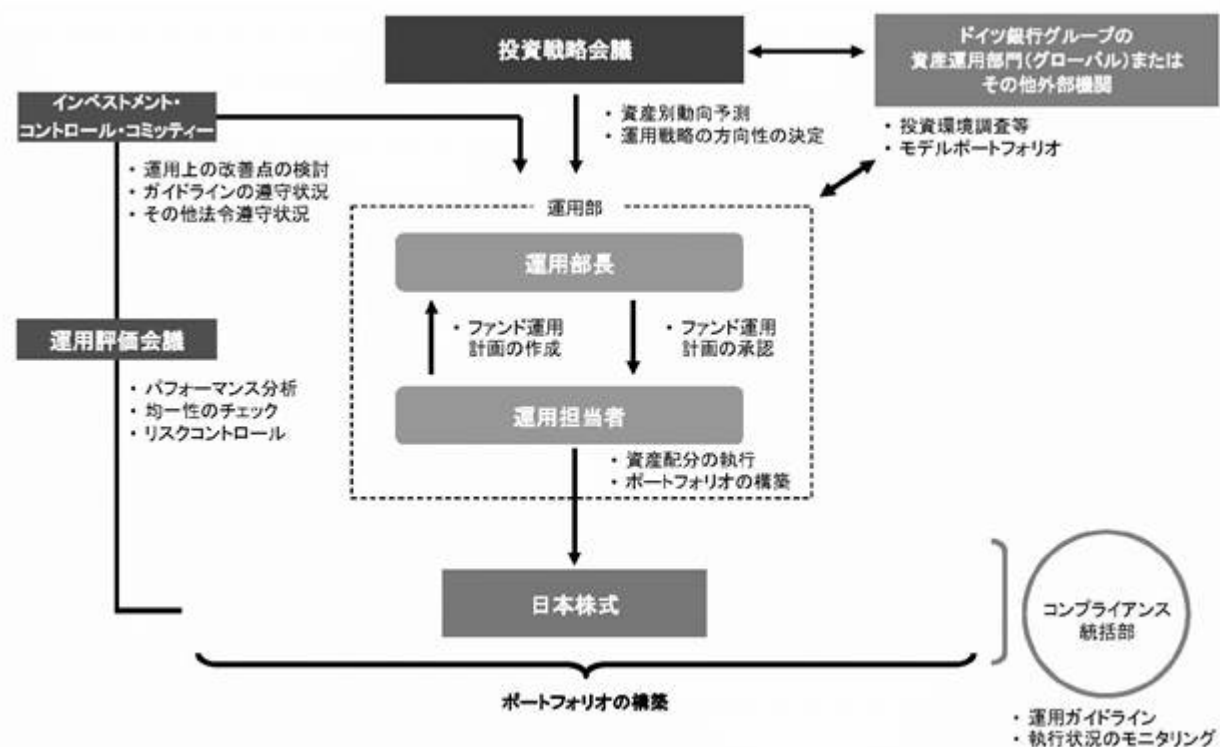 投資戦略会議
ドイツ銀行グループの
資産運用部門(グローバル)または
その他外部機関
インベストメント・
コントロール・コミッティー
・ 資産別動向予測
・ 運用戦略の方向性の決定
・ 投資環境調査等
・ モデルポートフォリオ
・ 運用上の改善点の検討
・ ガイドラインの遵守状況
・ その他法令遵守状況
運用部
運用部長
・ ファンド運用
計画の作成
・ ファンド運用
計画の承認
運用評価会議
・ パフォーマンス分析
・ 均一性のチェック
・ リスクコントロール
運用担当者
・ 資産配分の執行
・ ポートフォリオの構築
日本株式
コンプライアンス
統括部
ポートフォリオの構築
・ 運用ガイドライン
・ 執行状況のモニタリング